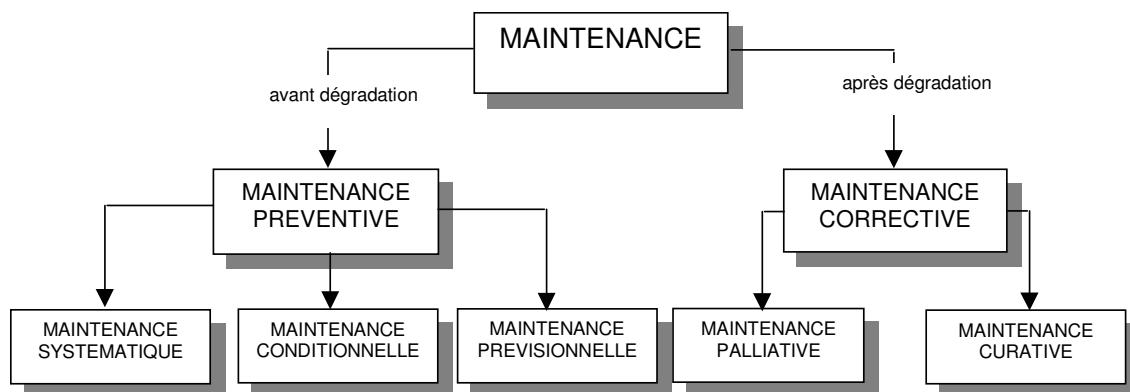 MAINTENANCE
avant dégradation
après dégradation
MAINTENANCE
PREVENTIVE
MAINTENANCE
CORRECTIVE
MAINTENANCE
SYSTEMATIQUE
MAINTENANCE
CONDITIONNELLE
MAINTENANCE
PREVISIONNELLE
MAINTENANCE
PALLIATIVE
MAINTENANCE
CURATIVE